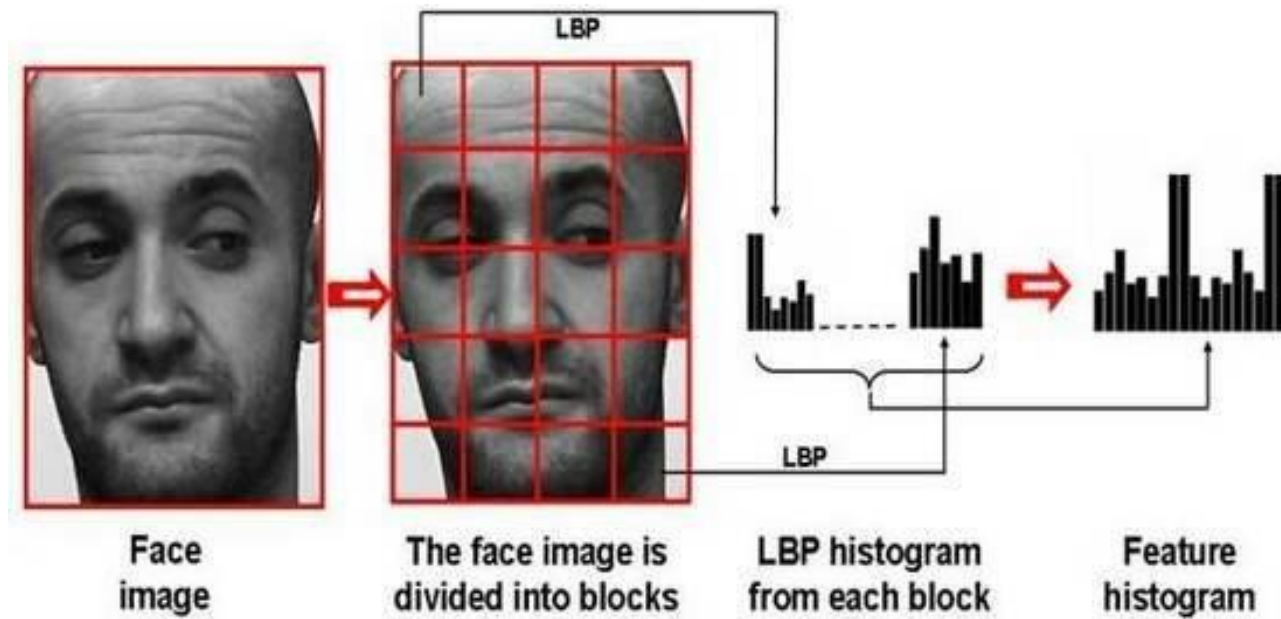 LBP
LBP
Face
image
The face image is
divided into blocks
LBP histogram
from each block
Feature
histogram